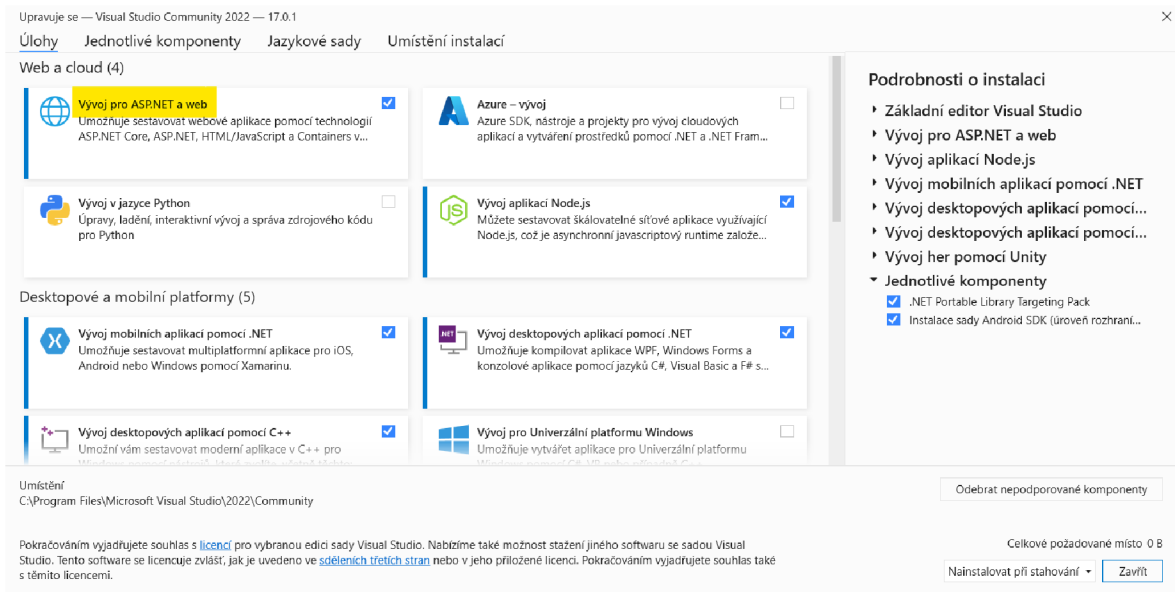 Upravuje se — Visual Studio Community 2022 — 17.0.1
Úlohy Jednotlivé komponenty Jazykové sady Umístění instalací
Web a cloud (4)
Vývoj pro ASP.NET a web
Umožňuje sestavovat webové aplikace pomocí technologií
ASP.NET Core, ASP.NET, HTML/JavaScript a Containers v...
Azure – vývoj
Azure SDK, nástroje a projekty pro vývoj cloudových
aplikací a vytváření prostředků pomocí .NET a .NET Fram...
Vývoj v jazyce Python
Úpravy, ladění, interaktivní vývoj a správa zdrojového kódu
pro Python
JS
Vývoj aplikací Node.js
Můžete sestavovat škálovatelné síťové aplikace využívající
Node.js, což je asynchronní javascriptový runtime založe...
Desktopové a mobilní platformy (5)
Vývoj mobilních aplikací pomocí .NET
Umožňuje sestavovat multiplatformní aplikace pro iOS,
Android nebo Windows pomocí Xamarinu.
.NET
Vývoj desktopových aplikací pomocí .NET
Umožňuje kompilovat aplikace WPF, Windows Forms a
konzolové aplikace pomocí jazyků C#, Visual Basic a F# s...
Vývoj desktopových aplikací pomocí C++
Umožní vám sestavovat moderní aplikace v C++ pro
Vývoj pro Univerzální platformu Windows
Umožňuje vytvářet aplikace pro Univerzální platformu
Podrobnosti o instalaci
Základní editor Visual Studio
Vývoj pro ASP.NET a web
Vývoj aplikací Node.js
Vývoj mobilních aplikací pomocí .NET
Vývoj desktopových aplikací pomocí...
Vývoj desktopových aplikací pomocí...
Vývoj her pomocí Unity
Jednotlivé komponenty
.NET Portable Library Targeting Pack
Instalace sady Android SDK (úroveň rozhraní...
Umístění
C:\Program Files\Microsoft Visual Studio\2022\Community
Odebrat nepodporované komponenty
Pokračováním vyjadřujete souhlas s licencí pro vybranou edici sady Visual Studio. Nabízíme také možnost stažení jiného softwaru se sadou Visual
Studio. Tento software se licencuje zvlášť, jak je uvedeno ve sděleních třetích stran nebo v jeho přiložené licenci. Pokračováním vyjadřujete souhlas také
s těmito licencemi.
Celkové požadované místo 0 B
Nainstalovat při stahování
Zavřít